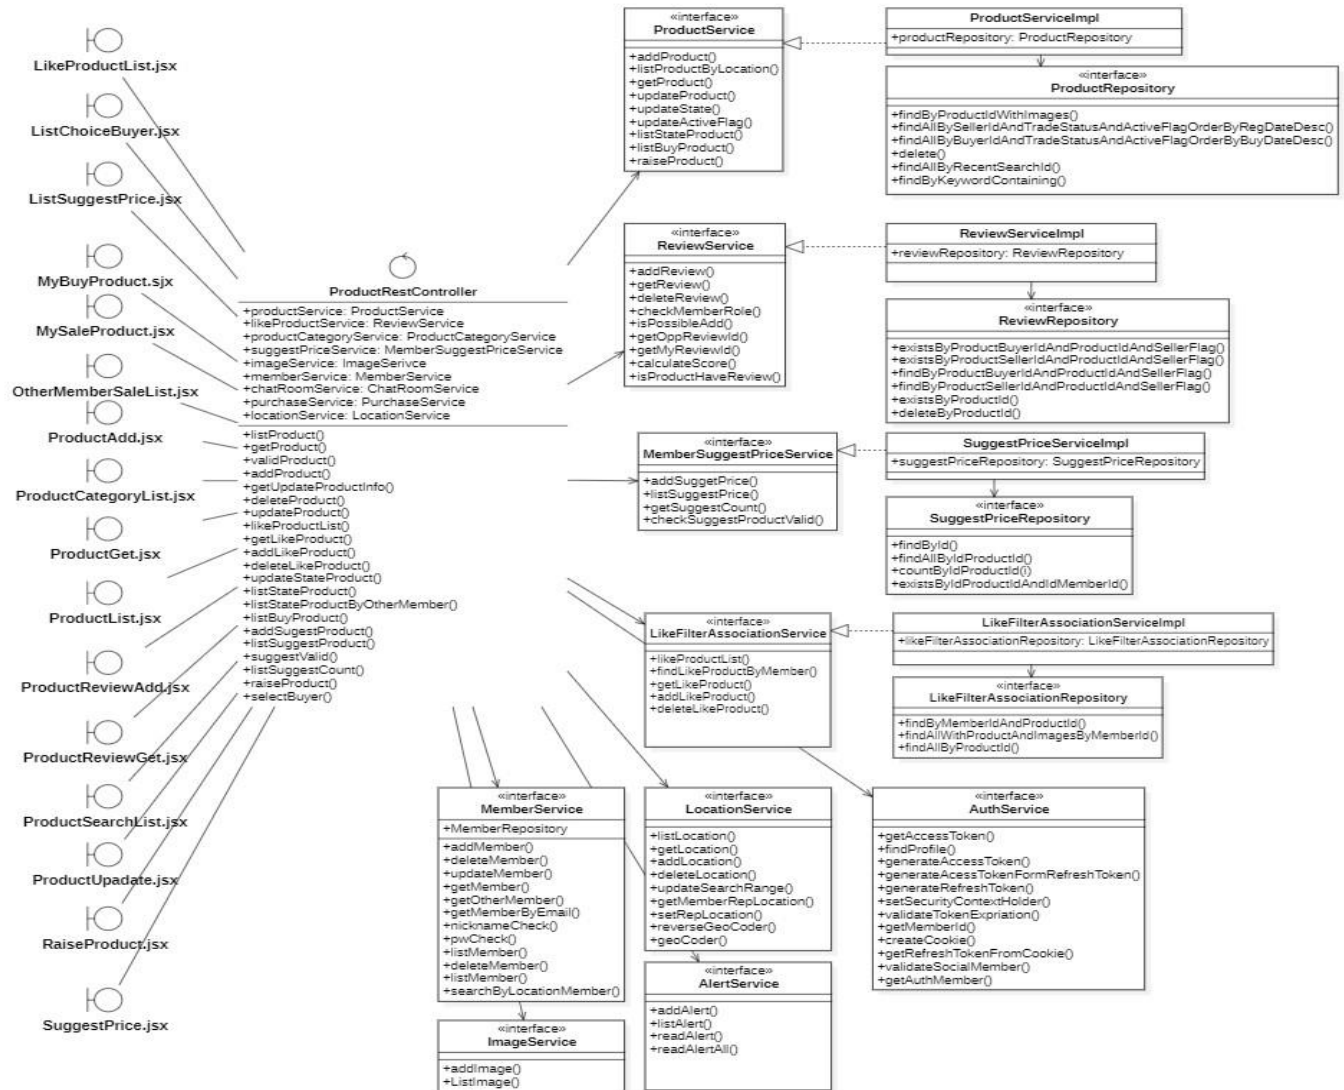 LikeProductList.jsx
ListChoiceBuyer.jsx
ListSuggestPrice.jsx
MyBuyProduct.sjx
MySaleProduct.jsx
OtherMemberSaleList.jsx
ProductAdd.jsx
ProductCategoryList.jsx
ProductGet.jsx
ProductList.jsx
ProductReviewAdd.jsx
ProductReviewGet.jsx
ProductSearchList.jsx
ProductUpadate.jsx
RaiseProduct.jsx
SuggestPrice.jsx
ProductRestController
+productService: ProductService
+likeProductService: ReviewService
+productCategoryService: ProductCategoryService
+suggestPriceService: MemberSuggestPriceService
+imageService: ImageSerivce
+memberService: MemberService
+chatRoomService: ChatRoomService
+purchaseService: PurchaseService
+locationService: LocationService
+listProduct()
+getProduct()
+validProduct()
+addProduct()
+getUpdateProductInfo()
+deleteProduct()
+updateProduct()
+likeProductList()
+getLikeProduct()
+addLikeProduct()
+deleteLikeProduct()
+updateStateProduct()
+listStateProduct()
+listStateProductByOtherMember()
+listBuyProduct()
+addSugestProduct()
+listSuggestProduct()
+suggestValid()
+listSuggestCount()
+raiseProduct()
+selectBuyer()
«interface»
ProductService
+addProduct()
+listProductByLocation()
+getProduct()
+updateProduct()
+updateState()
+updateActiveFlag()
+listStateProduct()
+listBuyProduct()
+raiseProduct()
ProductServiceImpl
+productRepository: ProductRepository
«interface»
ProductRepository
+findByProductIdWithImages()
+findAllBySellerIdAndTradeStatusAndActiveFlagOrderByRegDateDesc()
+findAllByBuyerIdAndTradeStatusAndActiveFlagOrderByBuyDateDesc()
+delete()
+findAllByRecentSearchId()
+findByKeywordContaining()
«interface»
ReviewService
+addReview()
+getReview()
+deleteReview()
+checkMemberRole()
+isPossibleAdd()
+getOppReviewId()
+getMyReviewId()
+calculateScore()
+isProductHaveReview()
ReviewServiceImpl
+reviewRepository: ReviewRepository
«interface»
ReviewRepository
+existsByProductBuyerIdAndProductIdAndSellerFlag()
+existsByProductSellerIdAndProductIdAndSellerFlag()
+findByProductBuyerIdAndProductIdAndSellerFlag()
+findByProductSellerIdAndProductIdAndSellerFlag()
+existsByProductId()
+deleteByProductId()
«interface»
MemberSuggestPriceService
+addSuggetPrice()
+listSuggestPrice()
+getSuggestCount()
+checkSuggestProductValid()
SuggestPriceServiceImpl
+suggestPriceRepository: SuggestPriceRepository
«interface»
SuggestPriceRepository
+findById()
+findAllByIdProductId()
+countByIdProductId(i)
+existsByIdProductIdAndIdMemberId()
«interface»
LikeFilterAssociationService
+likeProductList()
+findLikeProductByMember()
+getLikeProduct()
+addLikeProduct()
+deleteLikeProduct()
LikeFilterAssociationServiceImpl
+likeFilterAssociationRepository: LikeFilterAssociationRepository
«interface»
LikeFilterAssociationRepository
+findByMemberIdAndProductId()
+findAllWithProductAndImagesByMemberId()
+findAllByProductId()
«interface»
MemberService
+MemberRepository
+addMember()
+deleteMember()
+updateMember()
+getMember()
+getOtherMember()
+getMemberByEmail()
+nicknameCheck()
+pwCheck()
+listMember()
+deleteMember()
+listMember()
+searchByLocationMember()
«interface»
LocationService
+listLocation()
+getLocation()
+addLocation()
+deleteLocation()
+updateSearchRange()
+getMemberRepLocation()
+setRepLocation()
+reverseGeoCoder()
+geoCoder()
«interface»
AuthService
+getAccessToken()
+findProfile()
+generateAccessToken()
+generateAcessTokenFormRefreshToken()
+generateRefreshToken()
+setSecurityContextHolder()
+validateTokenExpriation()
+getMemberId()
+createCookie()
+getRefreshTokenFromCookie()
+validateSocialMember()
+getAuthMember()
«interface»
AlertService
+addAlert()
+listAlert()
+readAlert()
+readAlertAll()
«interface»
ImageService
+addImage()
+ListImage()